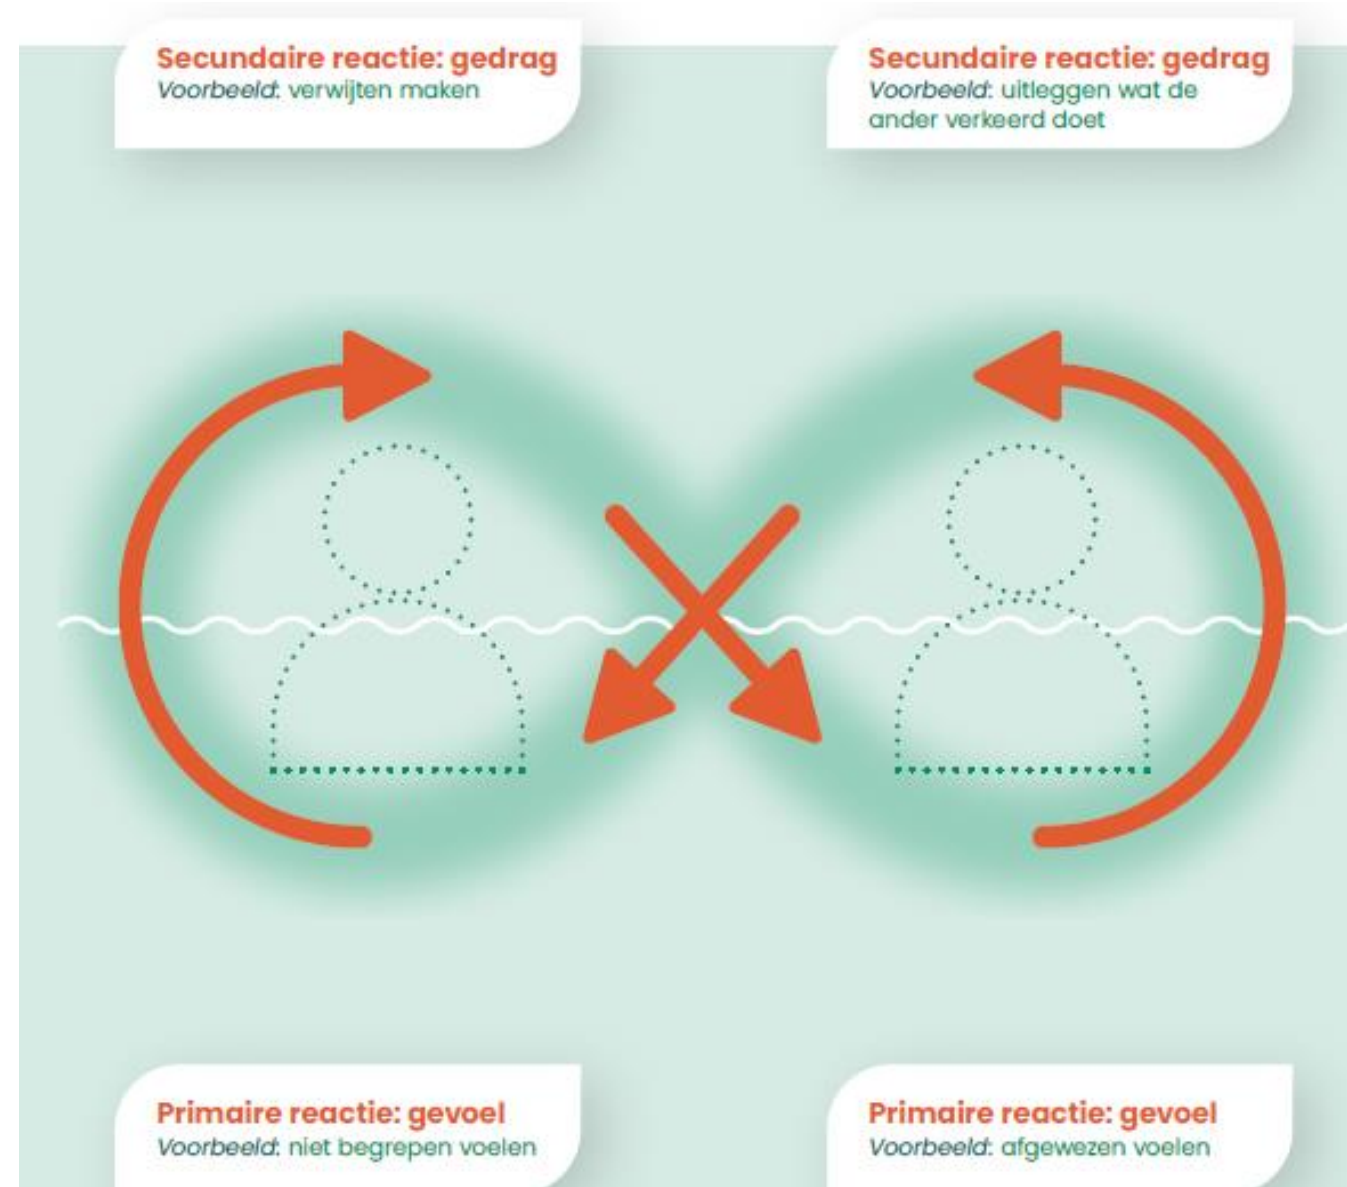 Secundaire reactie: gedrag
Voorbeeld: verwijten maken
Secundaire reactie: gedrag
Voorbeeld: uitleggen wat de
ander verkeerd doet
Primaire reactie: gevoel
Voorbeeld: niet begrepen voelen
Primaire reactie: gevoel
Voorbeeld: afgewezen voelen